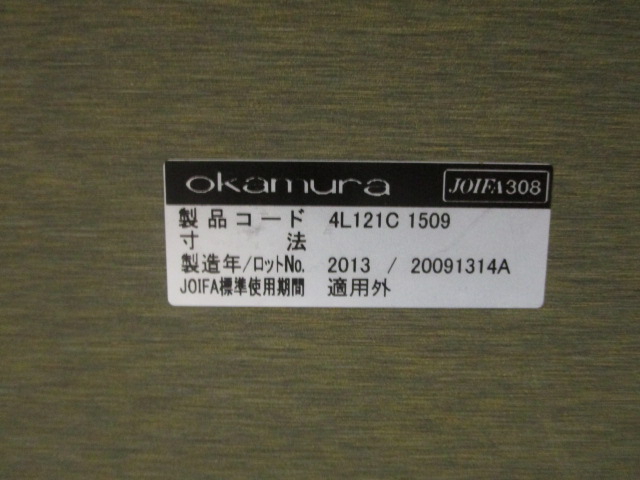 okamura JOIFA308
製品コード 4L121C 1509
寸法
製造年/ロットNo. 2013 / 20091314A
JOIFA標準使用期間 適用外